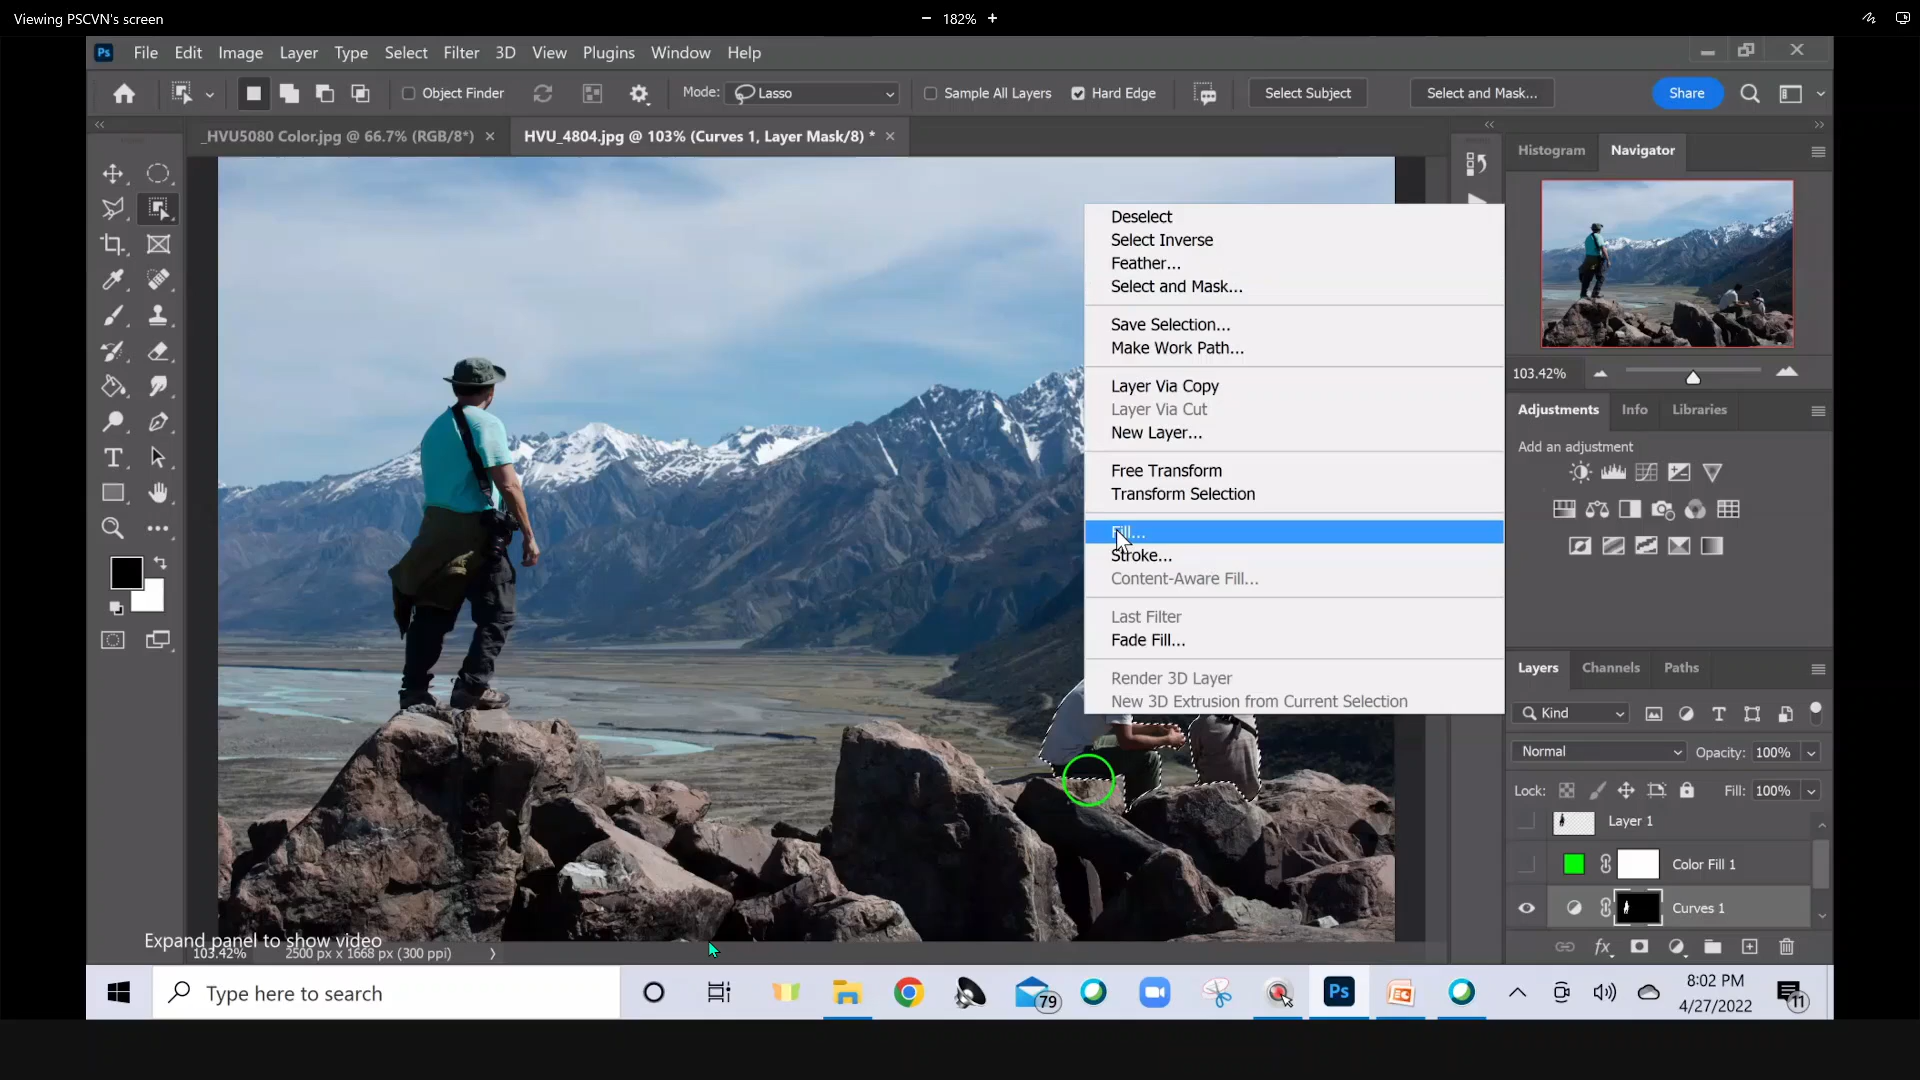 Viewing PSCVN's screen
− 182% +
Ps File Edit Image Layer Type Select Filter 3D View Plugins Window Help
Object Finder Mode: Lasso Sample All Layers Hard Edge Select Subject Select and Mask... Share
_HVU5080 Color.jpg @ 66.7% (RGB/8*) × HVU_4804.jpg @ 103% (Curves 1, Layer Mask/8) * ×
Histogram Navigator
Deselect
Select Inverse
Feather...
Select and Mask...
Save Selection...
Make Work Path...
Layer Via Copy
Layer Via Cut
New Layer...
Free Transform
Transform Selection
Fill...
Stroke...
Content-Aware Fill...
Last Filter
Fade Fill...
Render 3D Layer
New 3D Extrusion from Current Selection
103.42%
Adjustments Info Libraries
Add an adjustment
Layers Channels Paths
Kind
Normal Opacity: 100%
Lock: Fill: 100%
Layer 1
Color Fill 1
Curves 1
fx
Expand panel to show video
103.42% 2500 px x 1668 px (300 ppi)
Type here to search
79
Ps
8:02 PM
4/27/2022
11